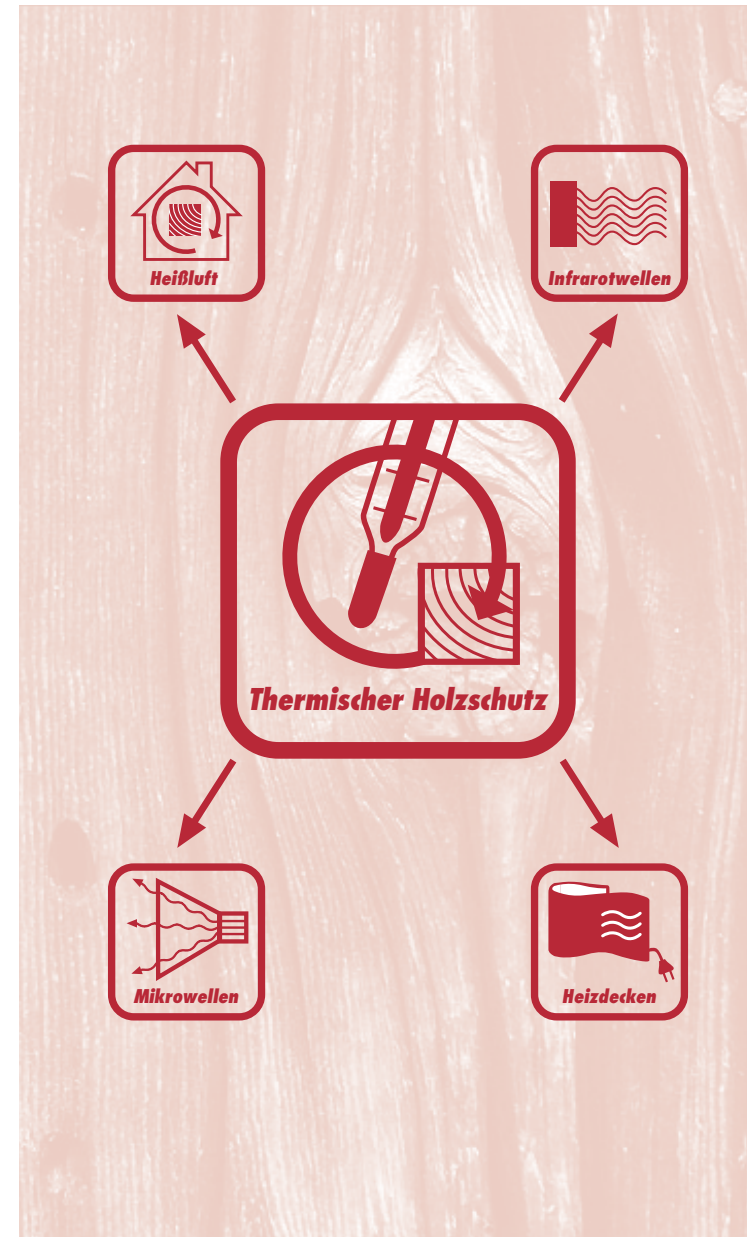 Heißluft
Infrarotwellen
Thermischer Holzschutz
Mikrowellen
Heizdecken